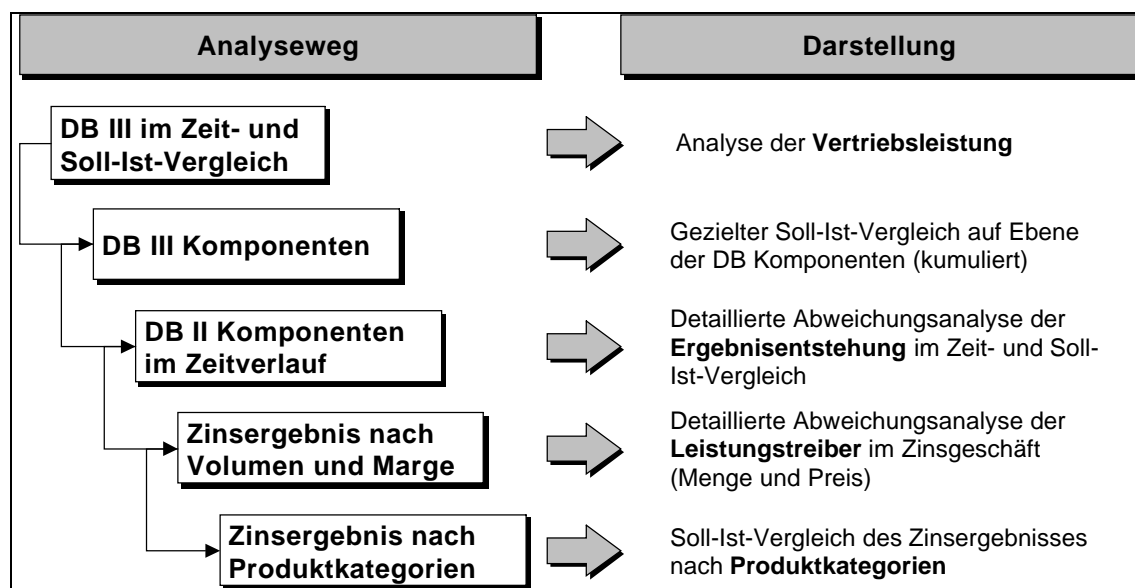 Analyseweg
Darstellung
DB III im Zeit- und
Soll-Ist-Vergleich
Analyse der Vertriebsleistung
DB III Komponenten
Gezielter Soll-Ist-Vergleich auf Ebene
der DB Komponenten (kumuliert)
DB II Komponenten
im Zeitverlauf
Detaillierte Abweichungsanalyse der
Ergebnisentstehung im Zeit- und Soll-
Ist-Vergleich
Zinsergebnis nach
Volumen und Marge
Detaillierte Abweichungsanalyse der
Leistungstreiber im Zinsgeschäft
(Menge und Preis)
Zinsergebnis nach
Produktkategorien
Soll-Ist-Vergleich des Zinsergebnisses
nach Produktkategorien